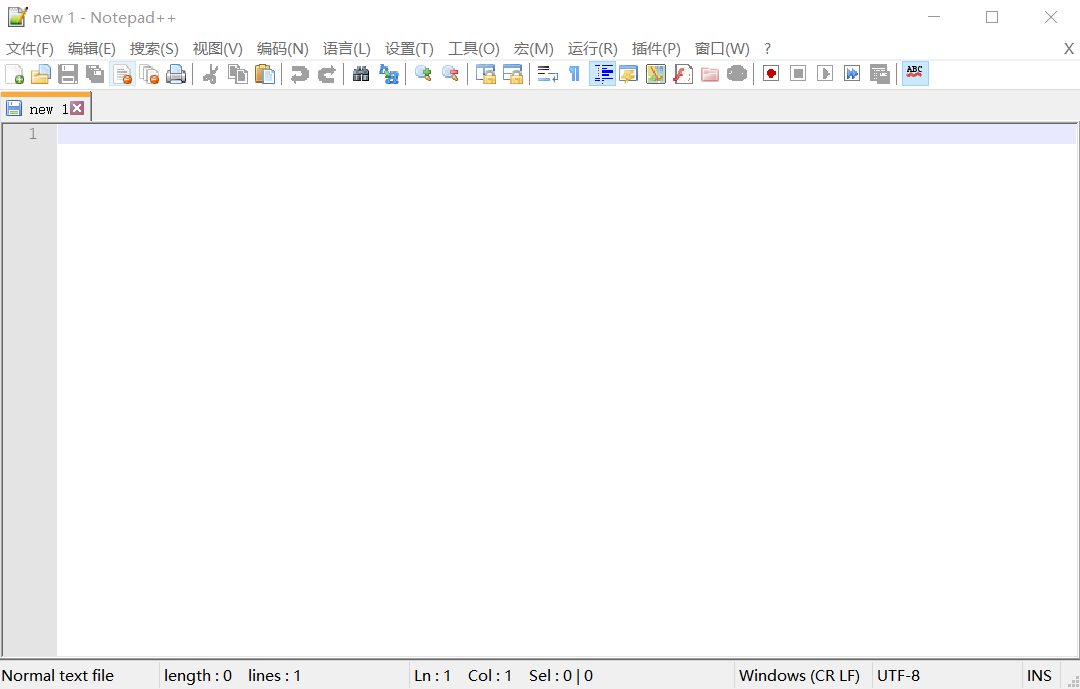 new 1 - Notepad++
文件(F) 编辑(E) 搜索(S) 视图(V) 编码(N) 语言(L) 设置(T) 工具(O) 宏(M) 运行(R) 插件(P) 窗口(W) ? X
ABC
new 1
1
Normal text file length : 0 lines : 1 Ln : 1 Col : 1 Sel : 0 | 0 Windows (CR LF) UTF-8 INS